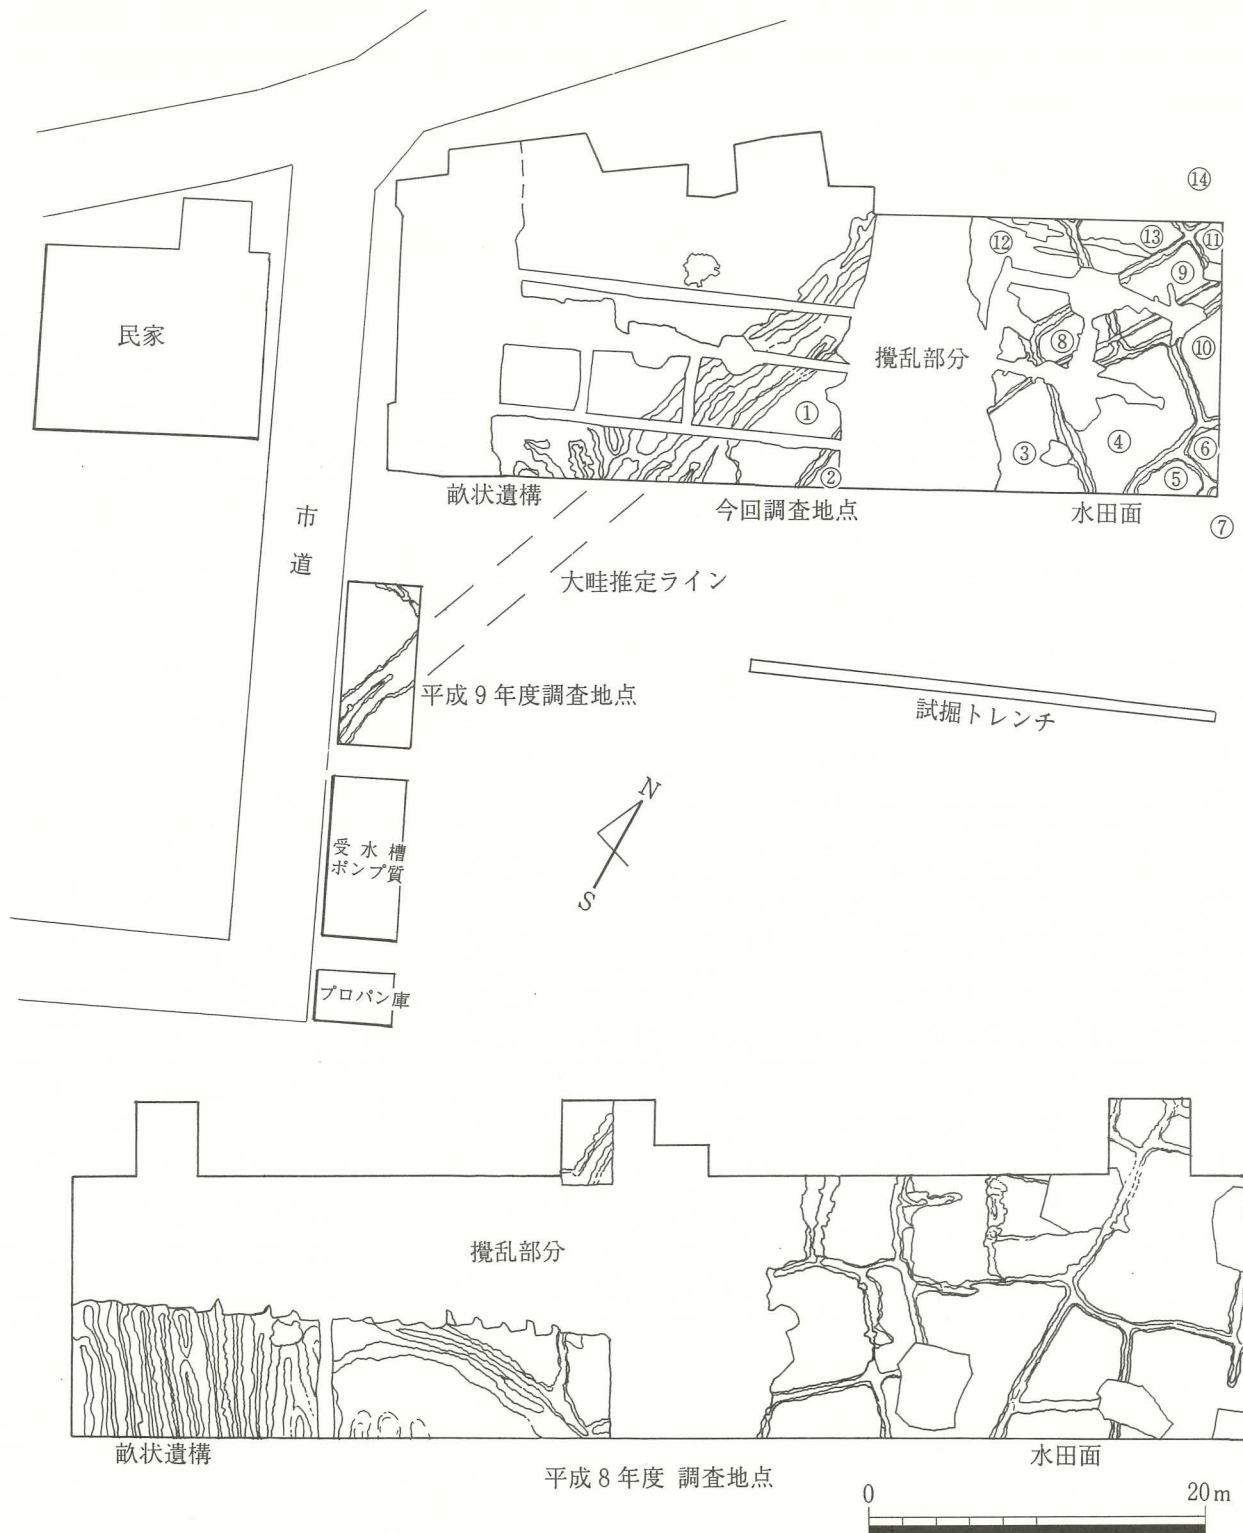 ⑭
⑫
⑬
⑪
⑨
民家
⑧
⑩
攪乱部分
①
④
③
⑥
②
⑤
畝状遺構
今回調査地点
水田面
⑦
市道
大畦推定ライン
平成9年度調査地点
試掘トレンチ
N
S
受水槽
ポンプ質
プロパン庫
攪乱部分
畝状遺構
水田面
平成8年度 調査地点
0
20m